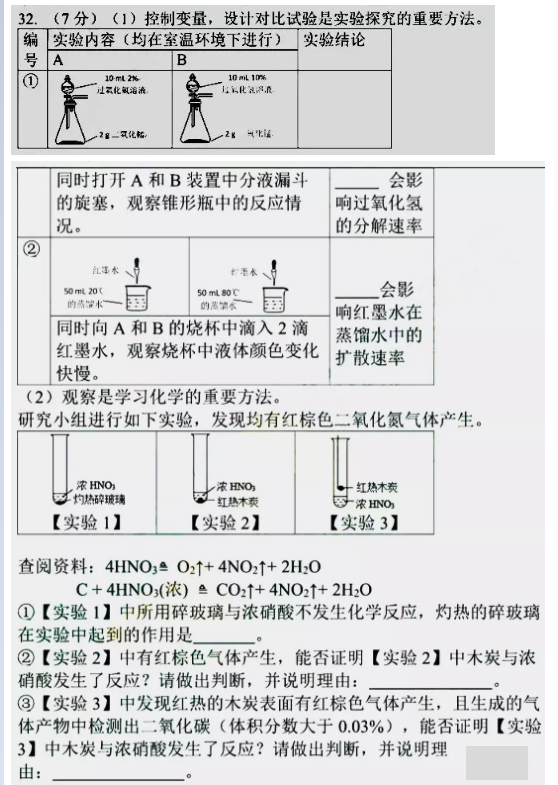 32.（7 分）（1）控制变量，设计对比试验是实验探究的重要方法。
编号 实验内容（均在室温环境下进行） 实验结论
A B
①
10 mL 2%
过氧化氢溶液
2 g 二氧化锰
10 mL 10%
过氧化氢溶液
2 g 氧化锰
同时打开 A 和 B 装置中分液漏斗
的旋塞，观察锥形瓶中的反应情
况。
______ 会影
响过氧化氢
的分解速率
②
红墨水
50 mL 20℃
的蒸馏水
红墨水
50 mL 80℃
的蒸馏水
同时向 A 和 B 的烧杯中滴入 2 滴
红墨水，观察烧杯中液体颜色变化
快慢。
______会影
响红墨水在
蒸馏水中的
扩散速率
（2）观察是学习化学的重要方法。
研究小组进行如下实验，发现均有红棕色二氧化氮气体产生。
浓 HNO₃
灼热碎玻璃
【实验 1】
浓 HNO₃
红热木炭
【实验 2】
红热木炭
浓 HNO₃
【实验 3】
查阅资料：4HNO₃≜ O₂↑+ 4NO₂↑+ 2H₂O
C + 4HNO₃(浓) ≜ CO₂↑+ 4NO₂↑+ 2H₂O
①【实验 1】中所用碎玻璃与浓硝酸不发生化学反应，灼热的碎玻璃
在实验中起到的作用是______。
②【实验 2】中有红棕色气体产生，能否证明【实验 2】中木炭与浓
硝酸发生了反应？请做出判断，并说明理由：____________。
③【实验 3】中发现红热的木炭表面有红棕色气体产生，且生成的气
体产物中检测出二氧化碳（体积分数大于 0.03%），能否证明【实验
3】中木炭与浓硝酸发生了反应？请做出判断，并说明理
由：____________。